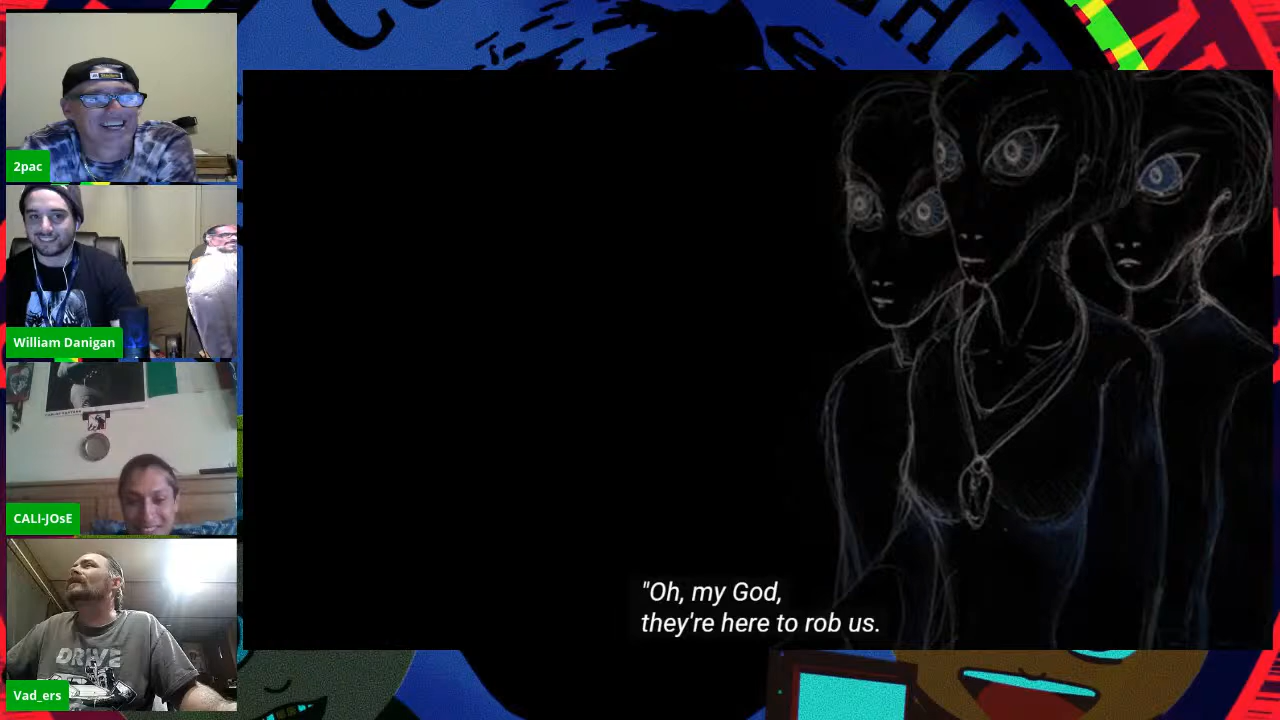 2pac
William Danigan
CALI-JOsE
DRIVE
Vad_ers
"Oh, my God,
they're here to rob us.